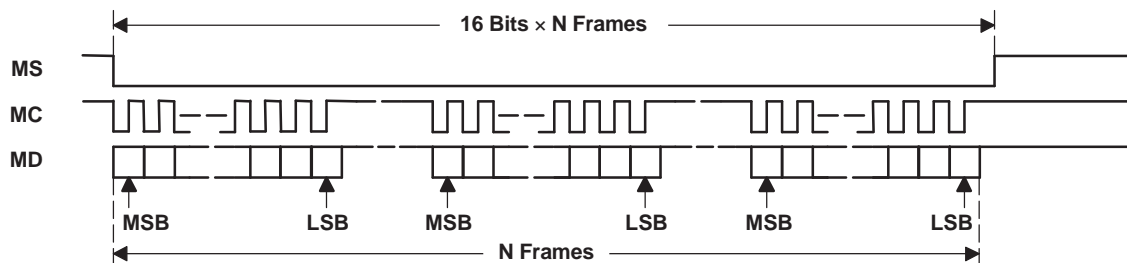 16 Bits × N Frames
MS
MC
MD
MSB LSB MSB LSB MSB LSB
N Frames